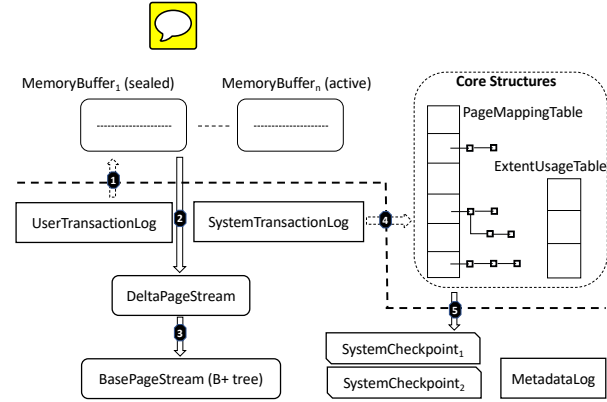 MemoryBuffer1 (sealed)
MemoryBuffern (active)
Core Structures
PageMappingTable
ExtentUsageTable
1
UserTransactionLog
2
SystemTransactionLog
4
DeltaPageStream
5
3
SystemCheckpoint1
BasePageStream (B+ tree)
SystemCheckpoint2
MetadataLog